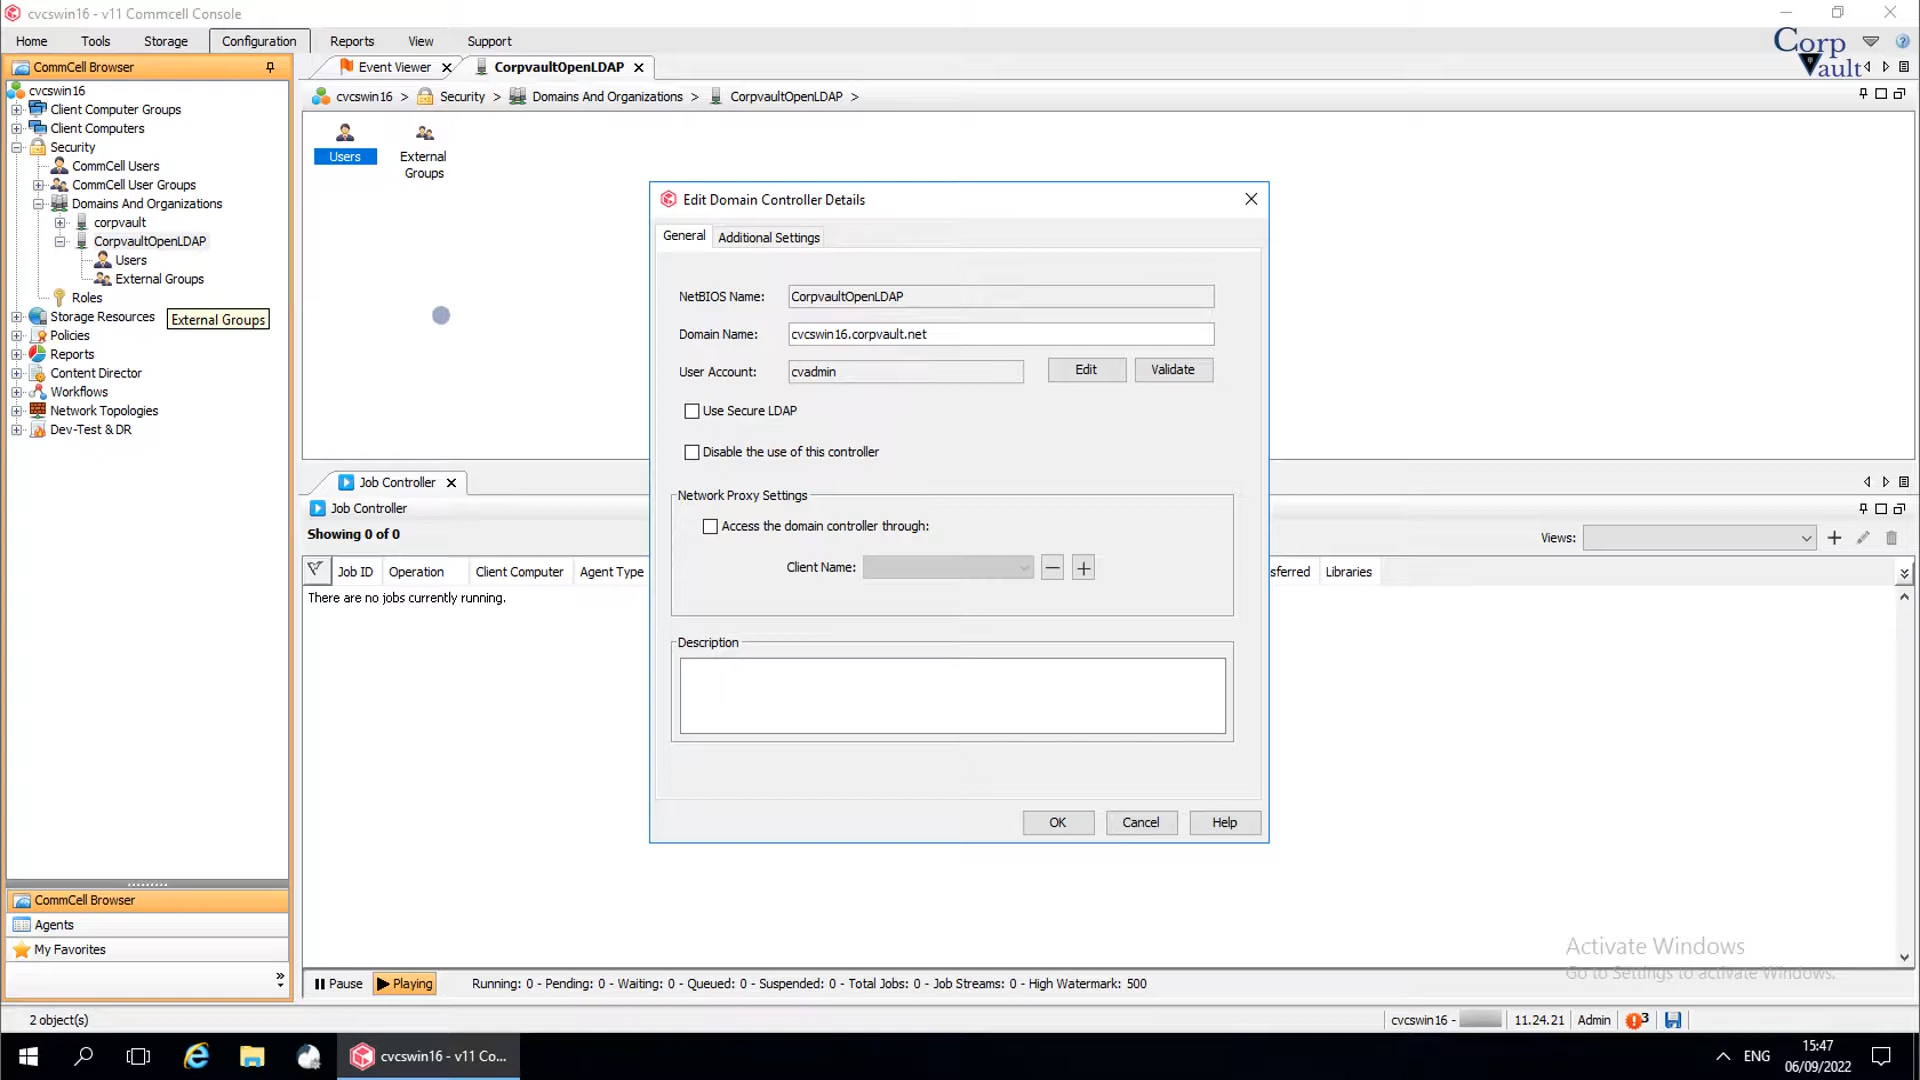 cvcswin16 - v11 Commcell Console
Home Tools Storage Configuration Reports View Support
Corp Vault
CommCell Browser
Event Viewer CorpvaultOpenLDAP
cvcswin16 > Security > Domains And Organizations > CorpvaultOpenLDAP >
cvcswin16
Client Computer Groups
Client Computers
Security
CommCell Users
CommCell User Groups
Domains And Organizations
corpvault
CorpvaultOpenLDAP
Users
External Groups
Roles
Storage Resources
External Groups
Policies
Reports
Content Director
Workflows
Network Topologies
Dev-Test & DR
Users
External
Groups
Edit Domain Controller Details
General Additional Settings
NetBIOS Name: CorpvaultOpenLDAP
Domain Name: cvcswin16.corpvault.net
User Account: cvadmin Edit Validate
Use Secure LDAP
Disable the use of this controller
Network Proxy Settings
Access the domain controller through:
Client Name:
Description
OK Cancel Help
Job Controller
Job Controller
Showing 0 of 0
Views:
Job ID Operation Client Computer Agent Type sferred Libraries
There are no jobs currently running.
CommCell Browser
Agents
My Favorites
Activate Windows
Go to Settings to activate Windows.
Pause Playing Running: 0 - Pending: 0 - Waiting: 0 - Queued: 0 - Suspended: 0 - Total Jobs: 0 - Job Streams: 0 - High Watermark: 500
2 object(s) cvcswin16 - 11.24.21 Admin 3
cvcswin16 - v11 Co...
ENG
15:47
06/09/2022